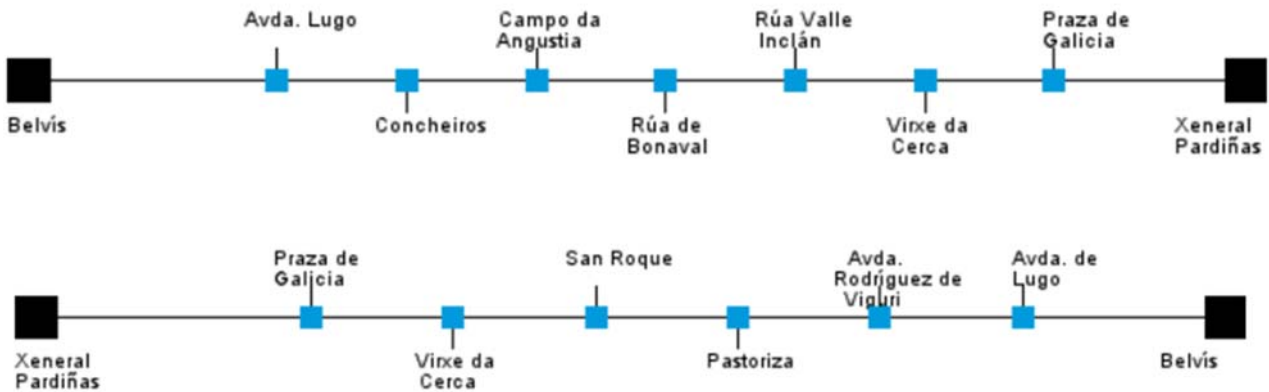 Avda. Lugo
Campo da
Angustia
Rúa Valle
Inclán
Praza de
Galicia
Belvís
Concheiros
Rúa de
Bonaval
Virxe da
Cerca
Xeneral
Pardiñas
Praza de
Galicia
San Roque
Avda.
Rodríguez de
Viguri
Avda. de
Lugo
Xeneral
Pardiñas
Virxe da
Cerca
Pastoriza
Belvís